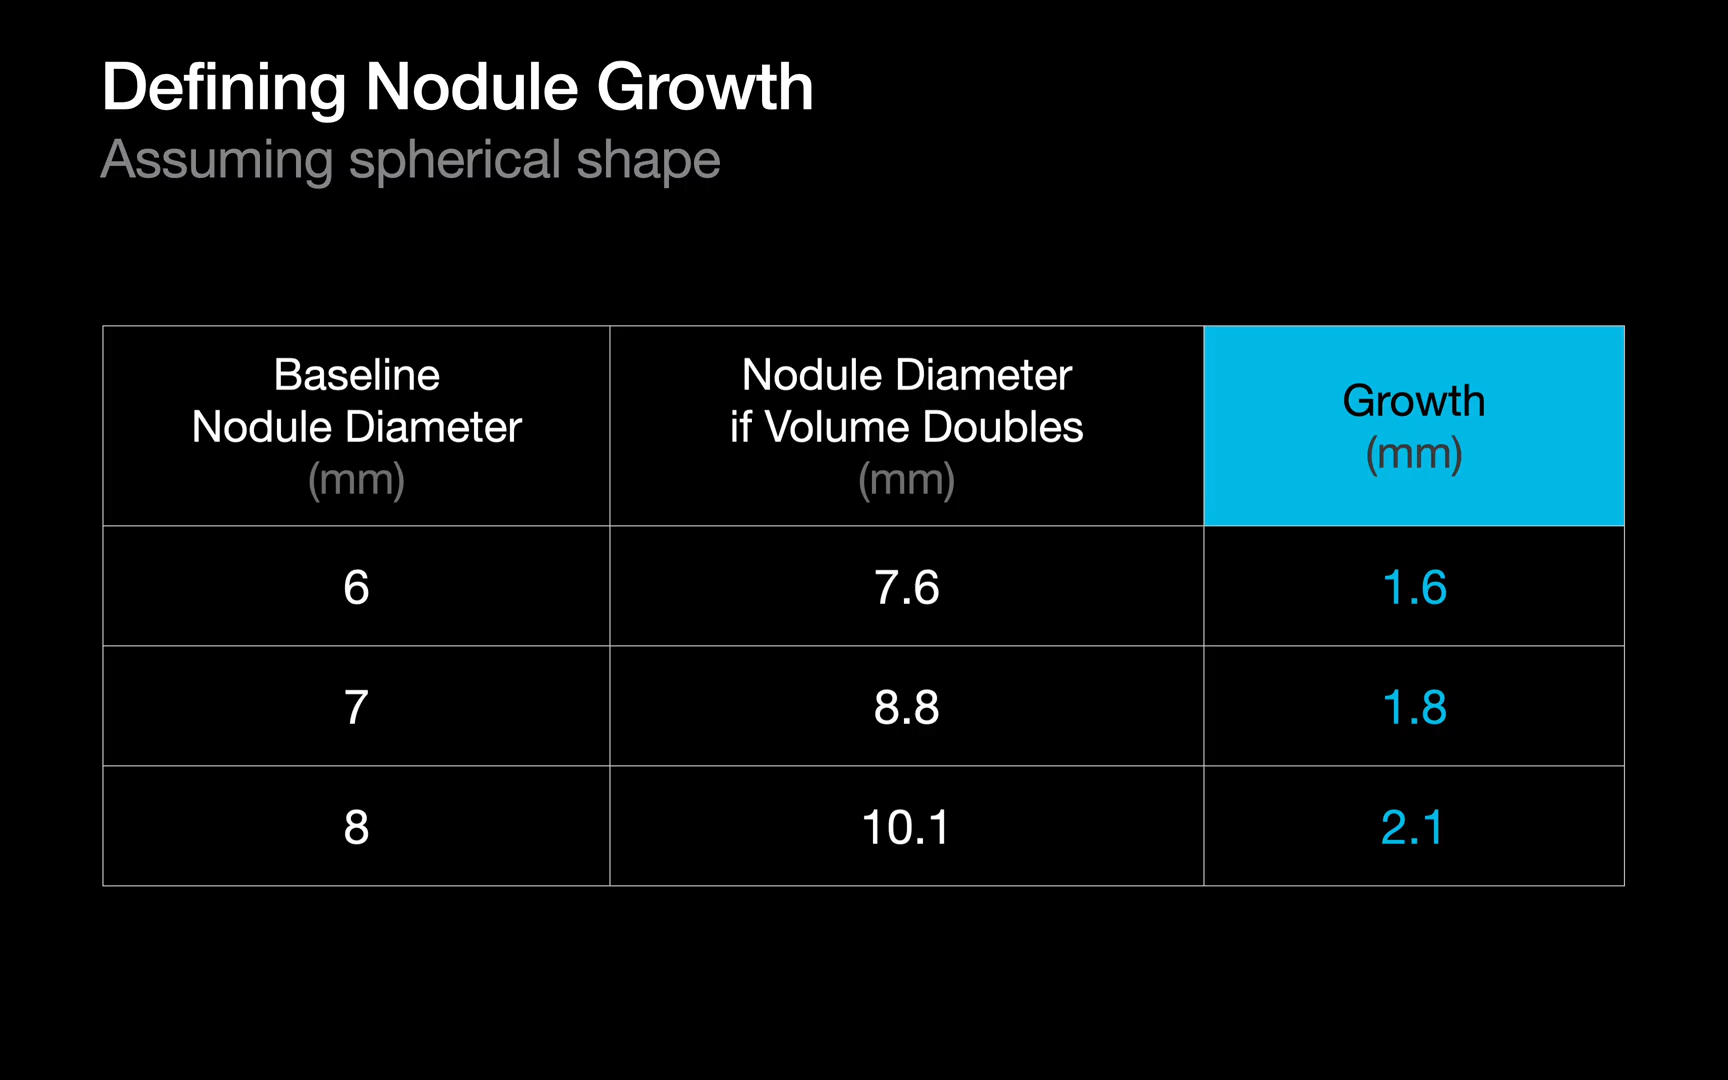 Defining Nodule Growth
Assuming spherical shape
Baseline
Nodule Diameter
(mm)
Nodule Diameter
if Volume Doubles
(mm)
Growth
(mm)
6
7.6
1.6
7
8.8
1.8
8
10.1
2.1